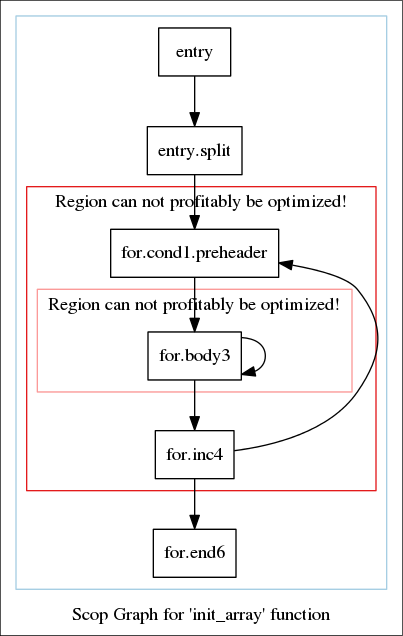 entry
entry.split
Region can not profitably be optimized!
for.cond1.preheader
Region can not profitably be optimized!
for.body3
for.inc4
for.end6
Scop Graph for 'init_array' function